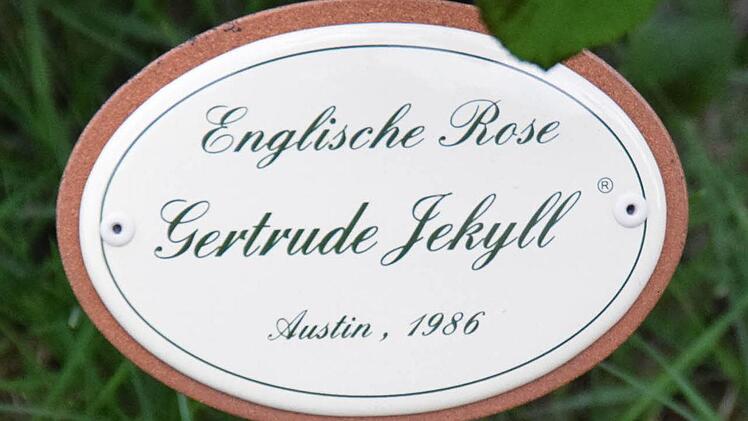 Englische Rose
Gertrude Jekyll ®
Austin, 1986